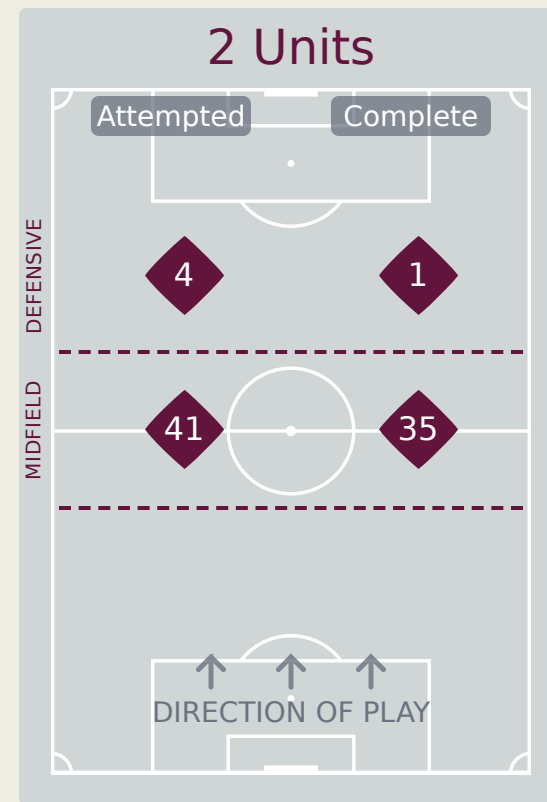 2 Units
Attempted Complete
DEFENSIVE
4 1
MIDFIELD
41 35
DIRECTION OF PLAY